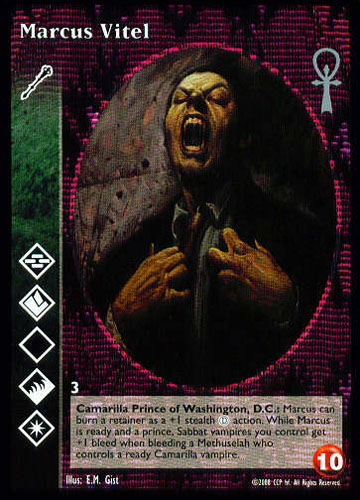 Marcus Vitel
3
Camarilla Prince of Washington, D.C.: Marcus can
burn a retainer as a +1 stealth Ⓓ action. While Marcus
is ready and a prince, Sabbat vampires you control get
+1 bleed when bleeding a Methuselah who
controls a ready Camarilla vampire.
10
Illus: E.M. Gist
©2008 CCP hf. All Rights Reserved.